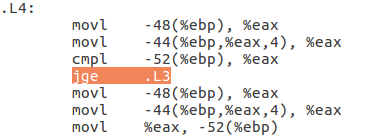 .L4:
movl -48(%ebp), %eax
movl -44(%ebp,%eax,4), %eax
cmpl -52(%ebp), %eax
jge .L3
movl -48(%ebp), %eax
movl -44(%ebp,%eax,4), %eax
movl %eax, -52(%ebp)